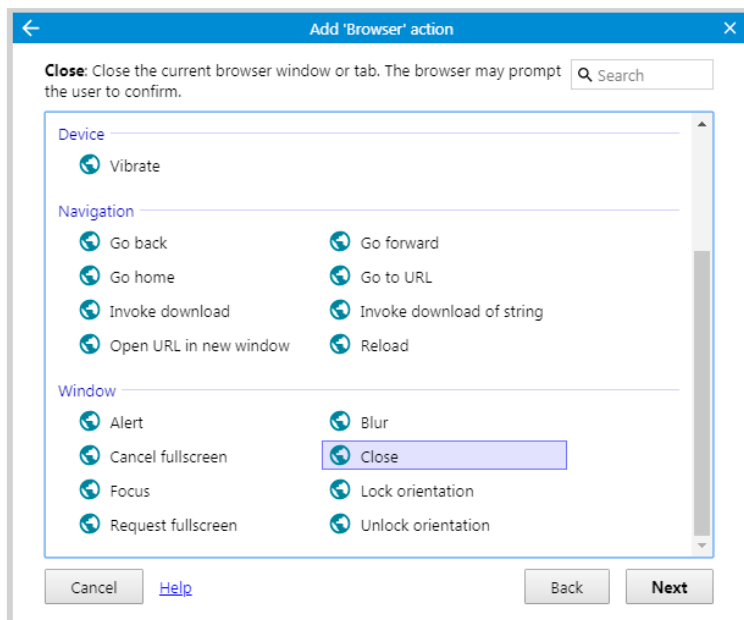 Add 'Browser' action
Close: Close the current browser window or tab. The browser may prompt
the user to confirm.
Search
Device
Vibrate
Navigation
Go back
Go forward
Go home
Go to URL
Invoke download
Invoke download of string
Open URL in new window
Reload
Window
Alert
Blur
Cancel fullscreen
Close
Focus
Lock orientation
Request fullscreen
Unlock orientation
Cancel
Help
Back
Next